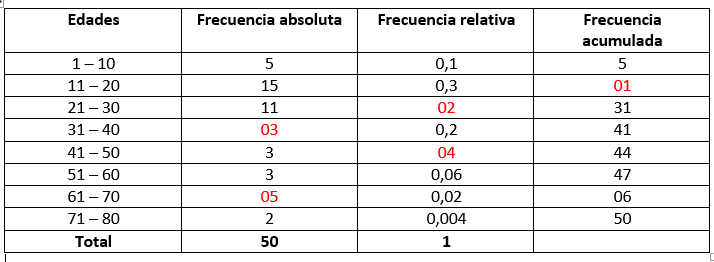 Edades Frecuencia absoluta Frecuencia relativa Frecuencia
acumulada
1 – 10 5 0,1 5
11 – 20 15 0,3 01
21 – 30 11 02 31
31 – 40 03 0,2 41
41 – 50 3 04 44
51 – 60 3 0,06 47
61 – 70 05 0,02 06
71 – 80 2 0,004 50
Total 50 1